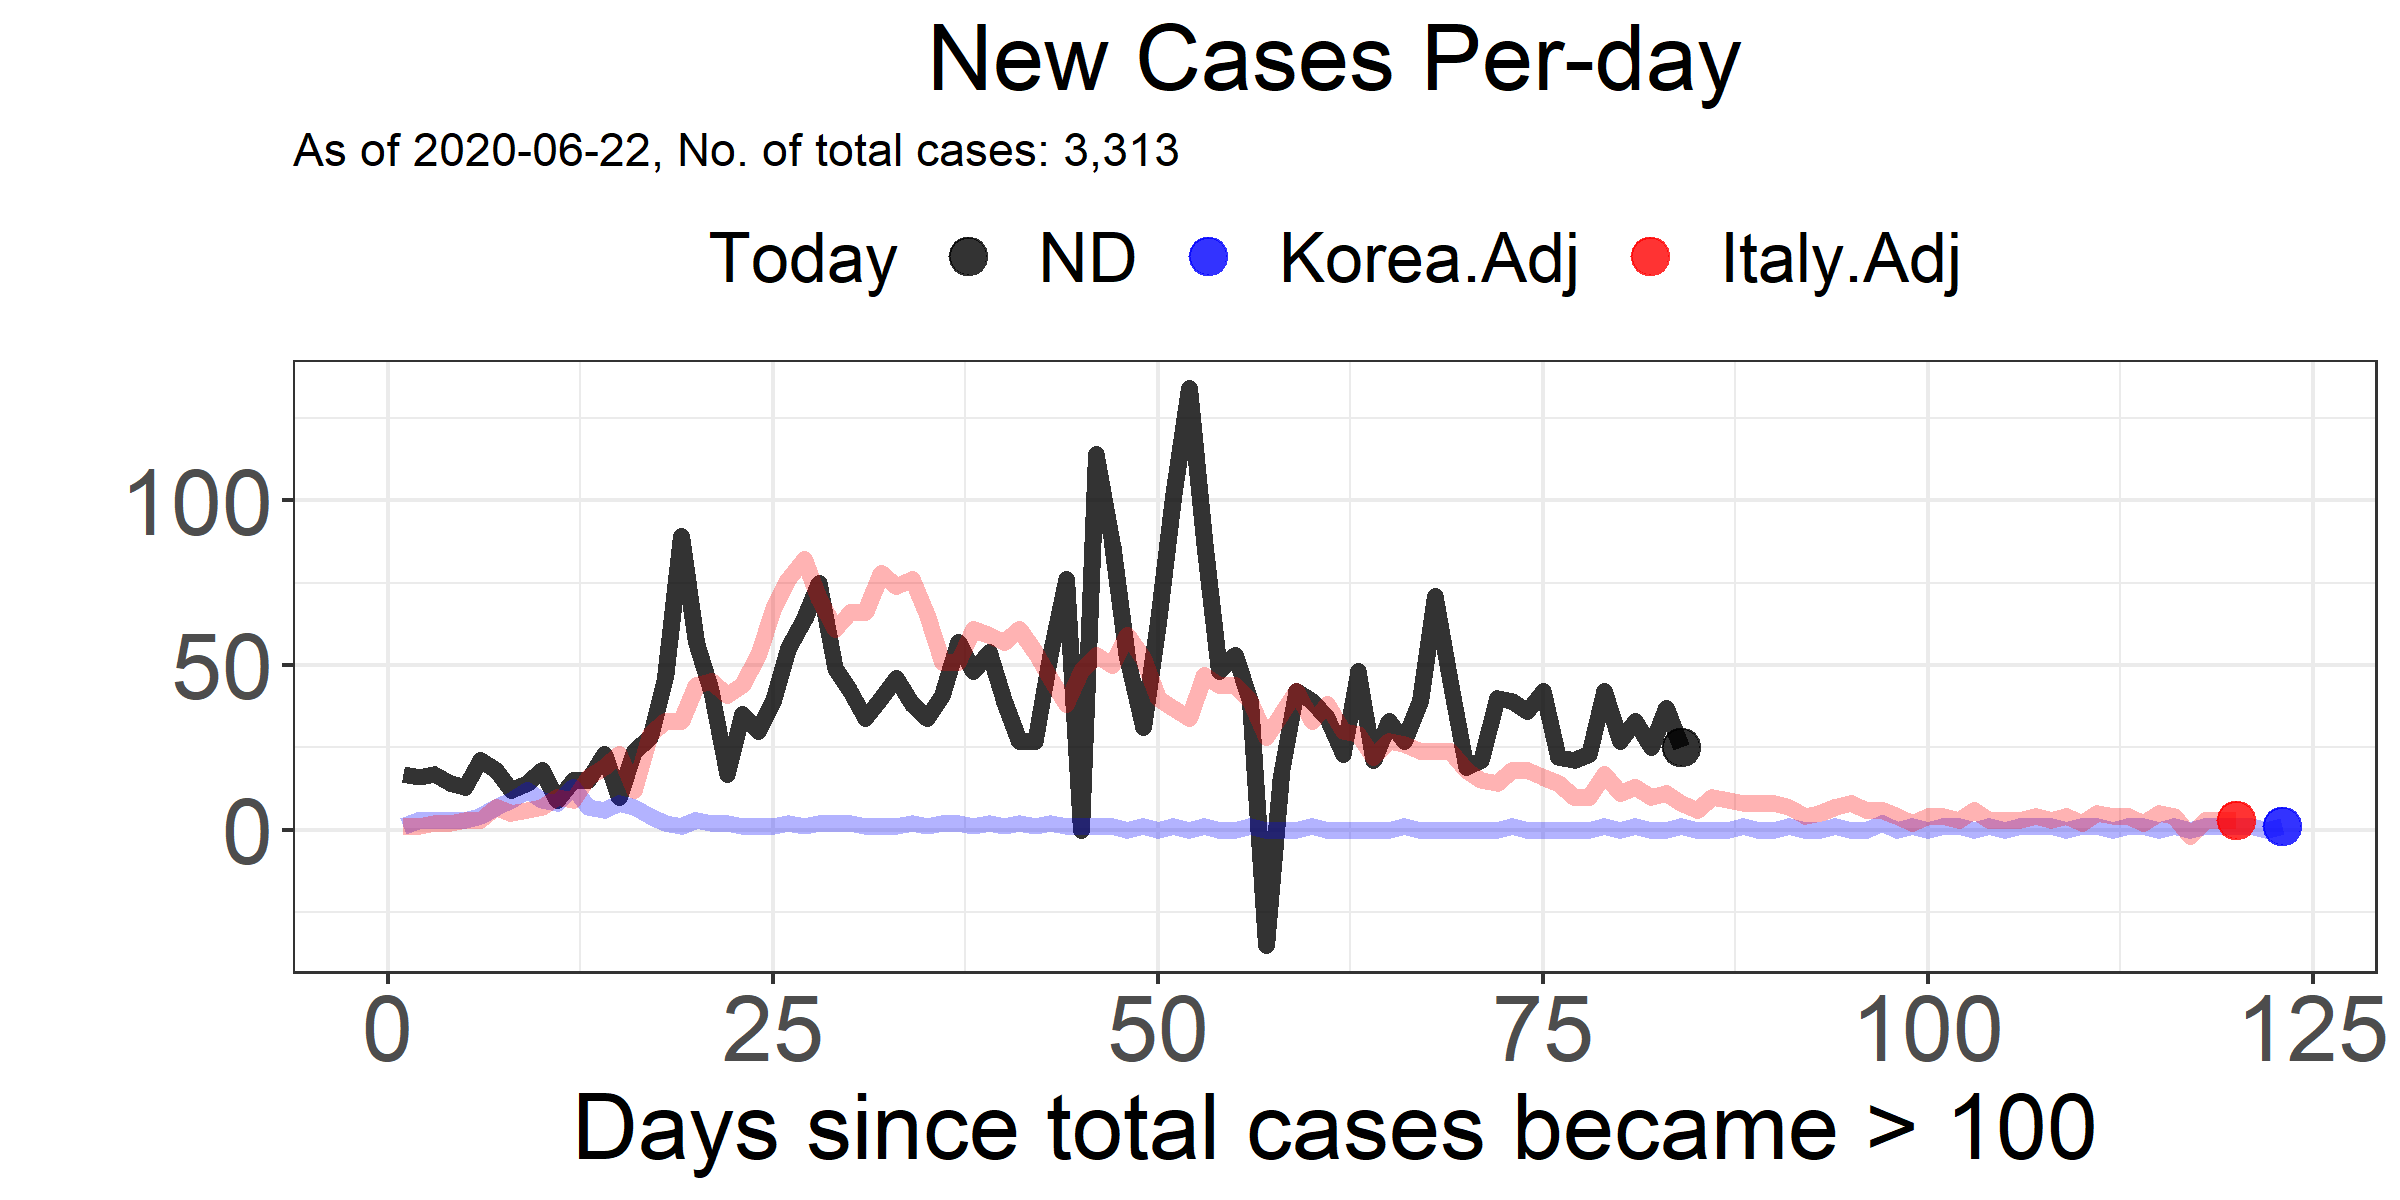 New Cases Per-day
As of 2020-06-22, No. of total cases: 3,313
Today ND Korea.Adj Italy.Adj
100
50
0
0 25 50 75 100 125
Days since total cases became > 100